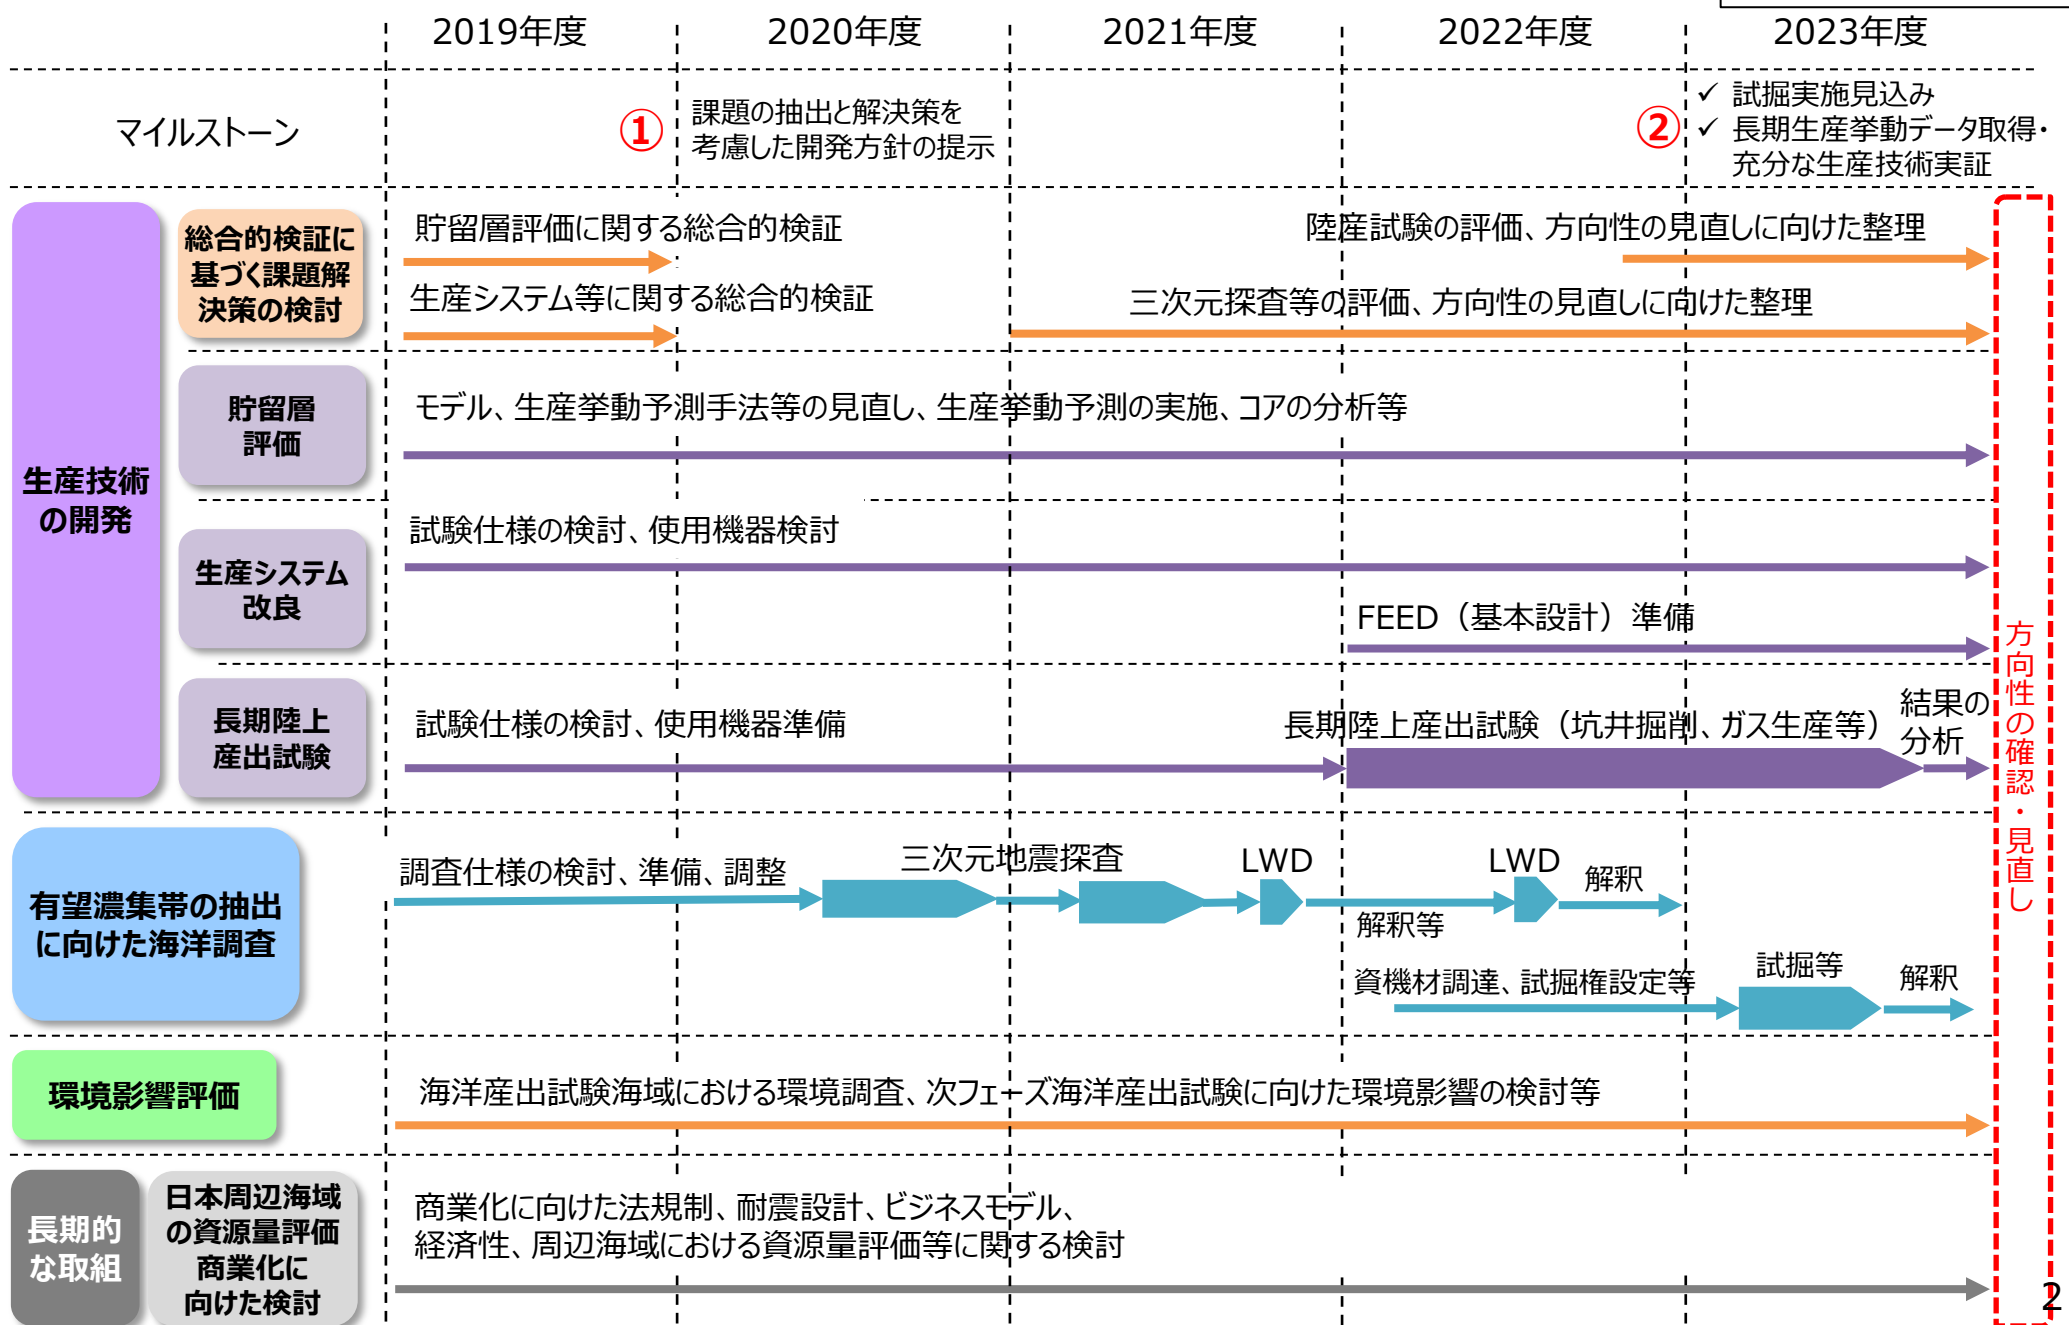 2019年度
2020年度
2021年度
2022年度
2023年度
マイルストーン
①
課題の抽出と解決策を
考慮した開発方針の提示
②
✓ 試掘実施見込み
✓ 長期生産挙動データ取得・
充分な生産技術実証
生産技術
の開発
総合的検証に
基づく課題解
決策の検討
貯留層評価に関する総合的検証
陸産試験の評価、方向性の見直しに向けた整理
生産システム等に関する総合的検証
三次元探査等の評価、方向性の見直しに向けた整理
貯留層
評価
モデル、生産挙動予測手法等の見直し、生産挙動予測の実施、コアの分析等
生産システム
改良
試験仕様の検討、使用機器検討
FEED（基本設計）準備
長期陸上
産出試験
試験仕様の検討、使用機器準備
長期陸上産出試験（坑井掘削、ガス生産等）
結果の
分析
有望濃集帯の抽出
に向けた海洋調査
調査仕様の検討、準備、調整
三次元地震探査
LWD
解釈等
LWD
解釈
資機材調達、試掘権設定等
試掘等
解釈
環境影響評価
海洋産出試験海域における環境調査、次フェーズ海洋産出試験に向けた環境影響の検討等
長期的
な取組
日本周辺海域
の資源量評価
商業化に
向けた検討
商業化に向けた法規制、耐震設計、ビジネスモデル、
経済性、周辺海域における資源量評価等に関する検討
方向性の確認・見直し
2